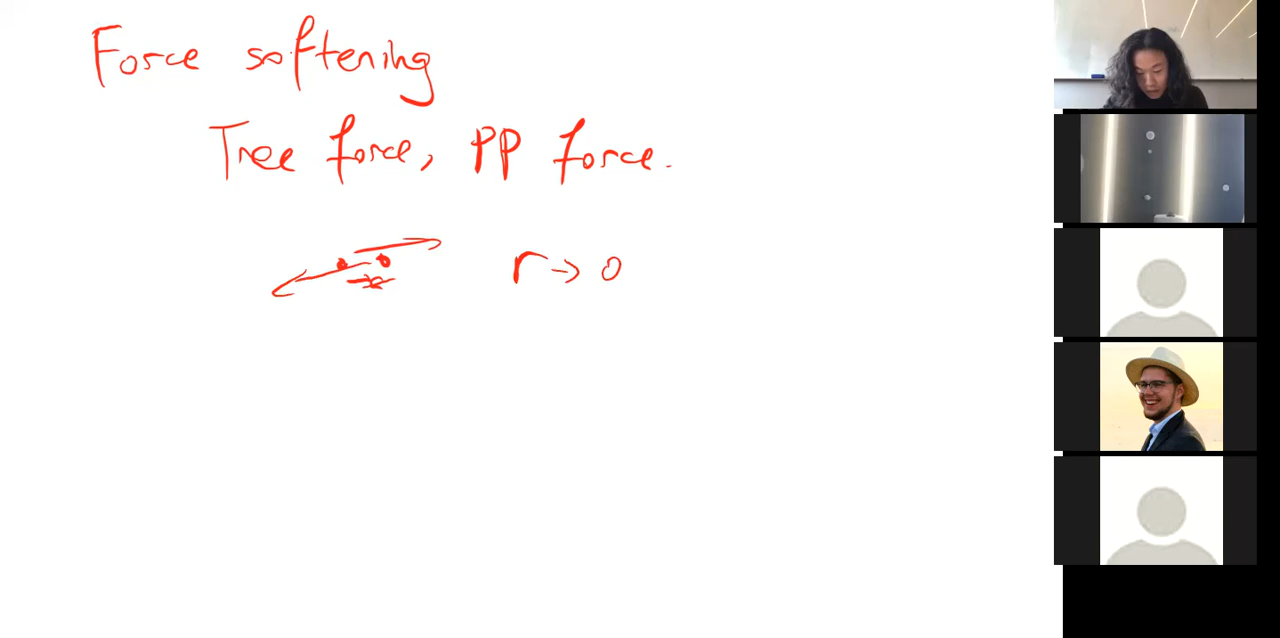 Force softening
Tree force, PP force.
r → 0